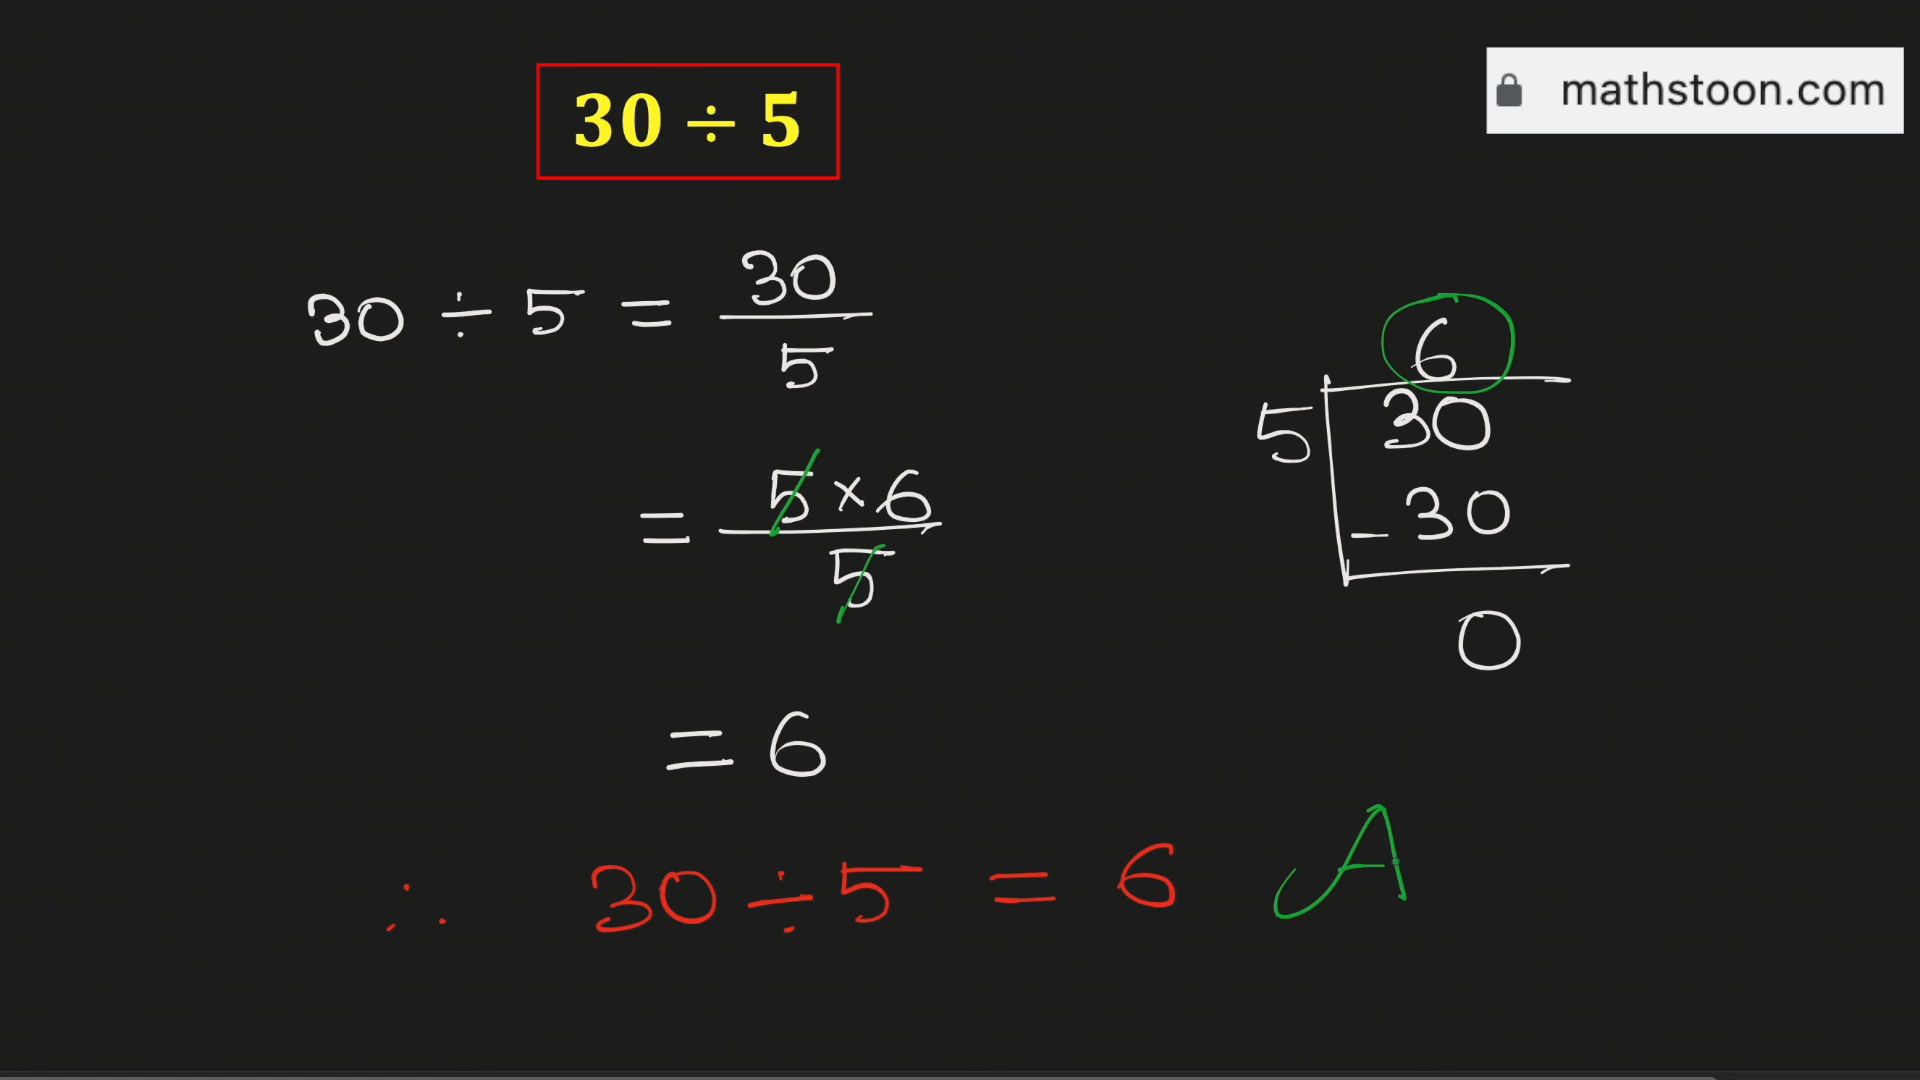 30 ÷ 5
mathstoon.com
30 ÷ 5 = 30/5
= 5 × 6/5
= 6
∴ 30 ÷ 5 = 6 A
6
5 30
- 30
0